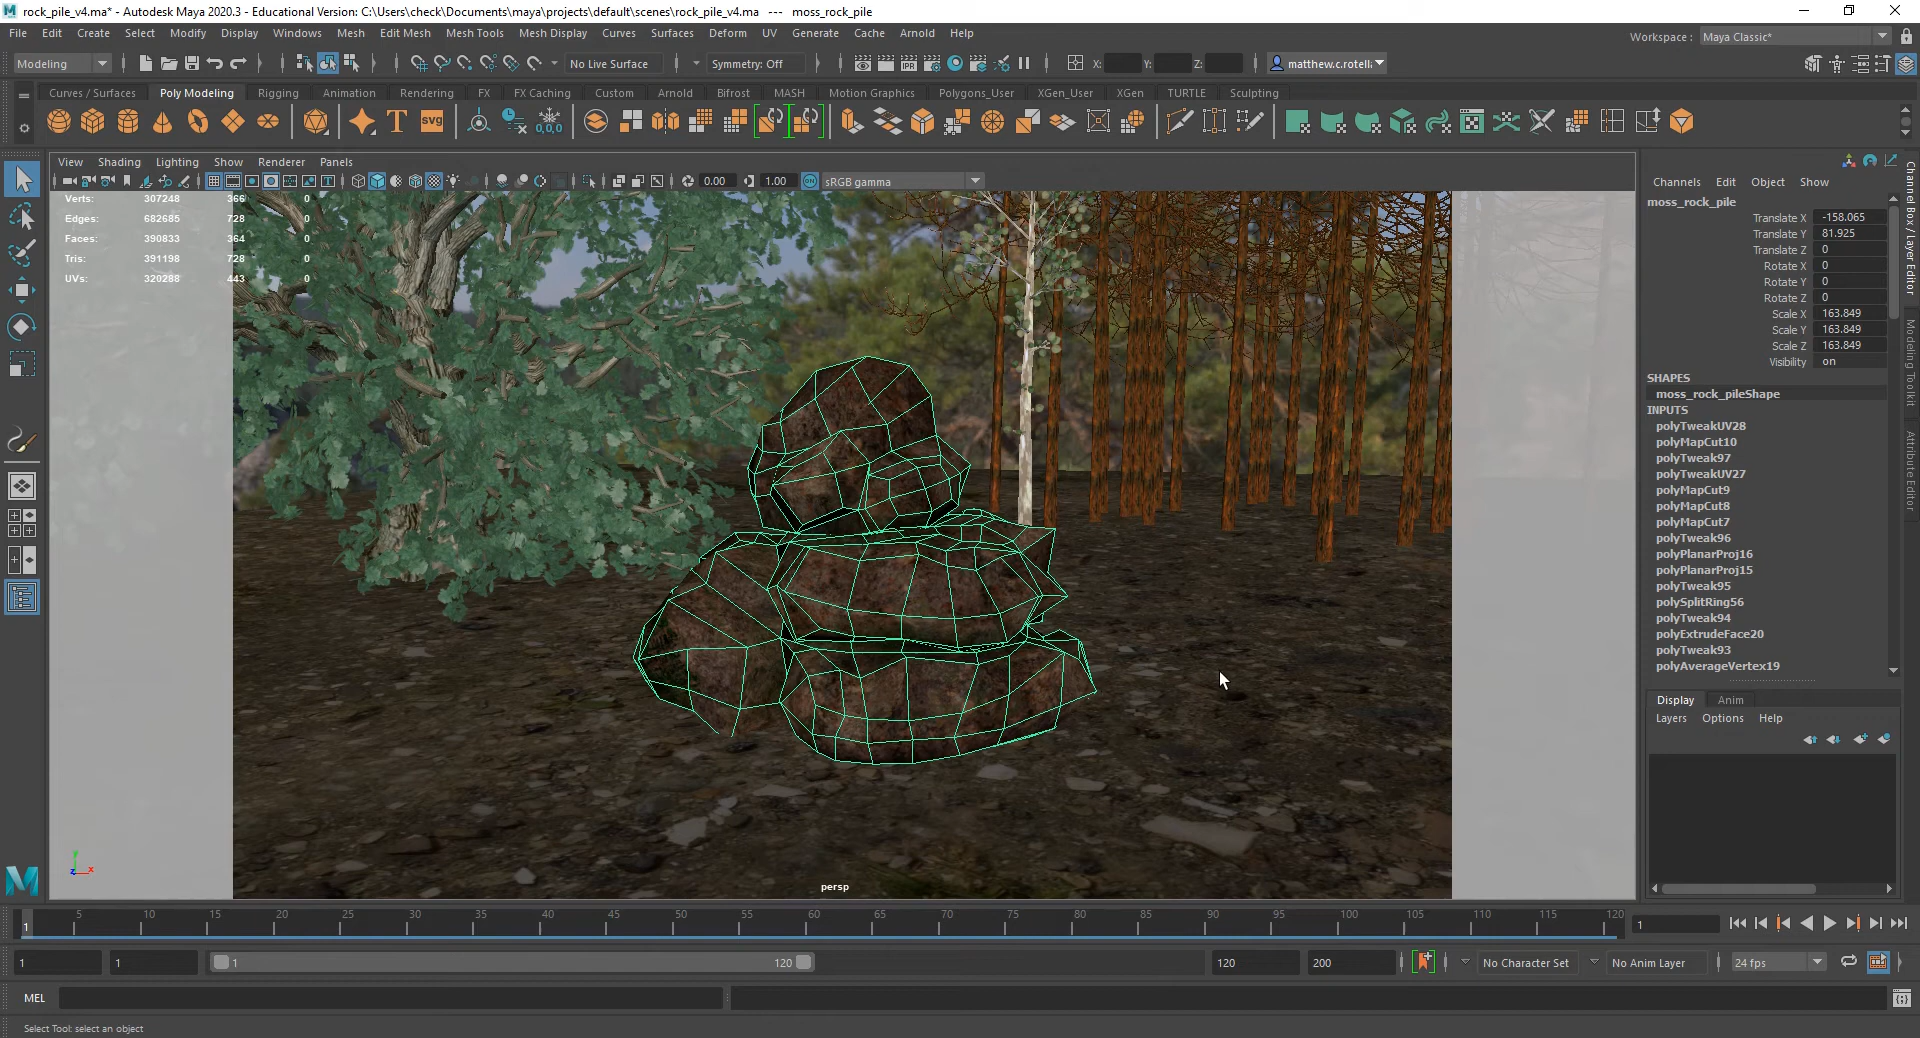 rock_pile_v4.ma* - Autodesk Maya 2020.3 - Educational Version: C:\Users\check\Documents\maya\projects\default\scenes\rock_pile_v4.ma --- moss_rock_pile
File Edit Create Select Modify Display Windows Mesh Edit Mesh Mesh Tools Mesh Display Curves Surfaces Deform UV Generate Cache Arnold Help
Workspace : Maya Classic*
Modeling No Live Surface Symmetry: Off X: Y: Z: matthew.c.rotell
Curves / Surfaces Poly Modeling Rigging Animation Rendering FX FX Caching Custom Arnold Bifrost MASH Motion Graphics Polygons_User XGen_User XGen TURTLE Sculpting
View Shading Lighting Show Renderer Panels
0.00 1.00 sRGB gamma
Verts: 307248 366 0
Edges: 682685 728 0
Faces: 390833 364 0
Tris: 391198 728 0
UVs: 320288 443 0
persp
Channels Edit Object Show
moss_rock_pile
Translate X -158.065
Translate Y 81.925
Translate Z 0
Rotate X 0
Rotate Y 0
Rotate Z 0
Scale X 163.849
Scale Y 163.849
Scale Z 163.849
Visibility on
SHAPES
moss_rock_pileShape
INPUTS
polyTweakUV28
polyMapCut10
polyTweak97
polyTweakUV27
polyMapCut9
polyMapCut8
polyMapCut7
polyTweak96
polyPlanarProj16
polyPlanarProj15
polyTweak95
polySplitRing56
polyTweak94
polyExtrudeFace20
polyTweak93
polyAverageVertex19
Display Anim
Layers Options Help
Channel Box / Layer Editor
Modeling Toolkit
Attribute Editor
1 5 10 15 20 25 30 35 40 45 50 55 60 65 70 75 80 85 90 95 100 105 110 115 120 1
1 1 1 120 120 200 No Character Set No Anim Layer 24 fps
MEL
Select Tool: select an object